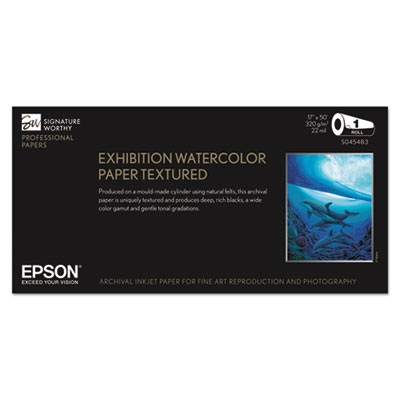 SIGNATURE
WORTHY
PROFESSIONAL
PAPERS
17" x 50'
320 g/m²
22 mil
1
ROLL
S045483
EXHIBITION WATERCOLOR
PAPER TEXTURED
Produced on a mould-made cylinder using natural felts, this archival
paper is uniquely textured and produces deep, rich blacks, a wide
color gamut and gentle tonal gradations.
EPSON
EXCEED YOUR VISION
ARCHIVAL INKJET PAPER FOR FINE ART REPRODUCTION AND PHOTOGRAPHY